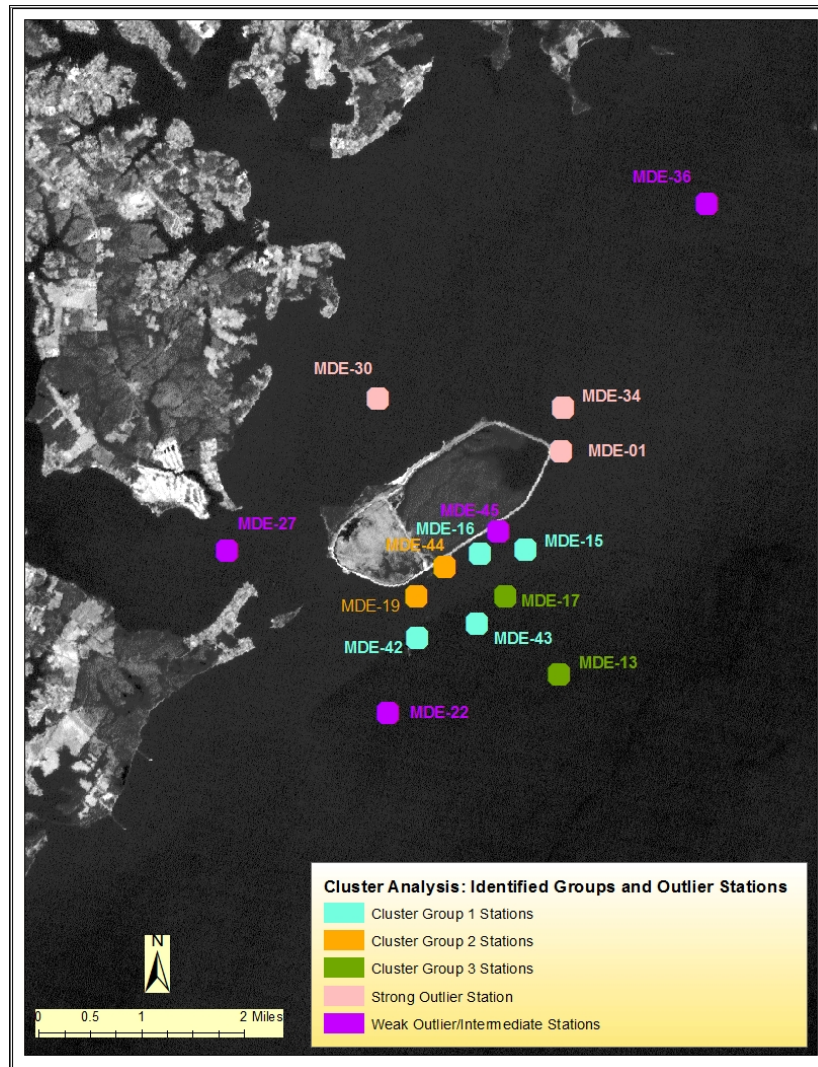 MDE-36
MDE-30
MDE-34
MDE-01
MDE-45
MDE-27
MDE-16
MDE-15
MDE-44
MDE-19
MDE-17
MDE-42
MDE-43
MDE-13
MDE-22
Cluster Analysis: Identified Groups and Outlier Stations
Cluster Group 1 Stations
Cluster Group 2 Stations
Cluster Group 3 Stations
Strong Outlier Station
Weak Outlier/Intermediate Stations
N
0 0.5 1 2 Miles